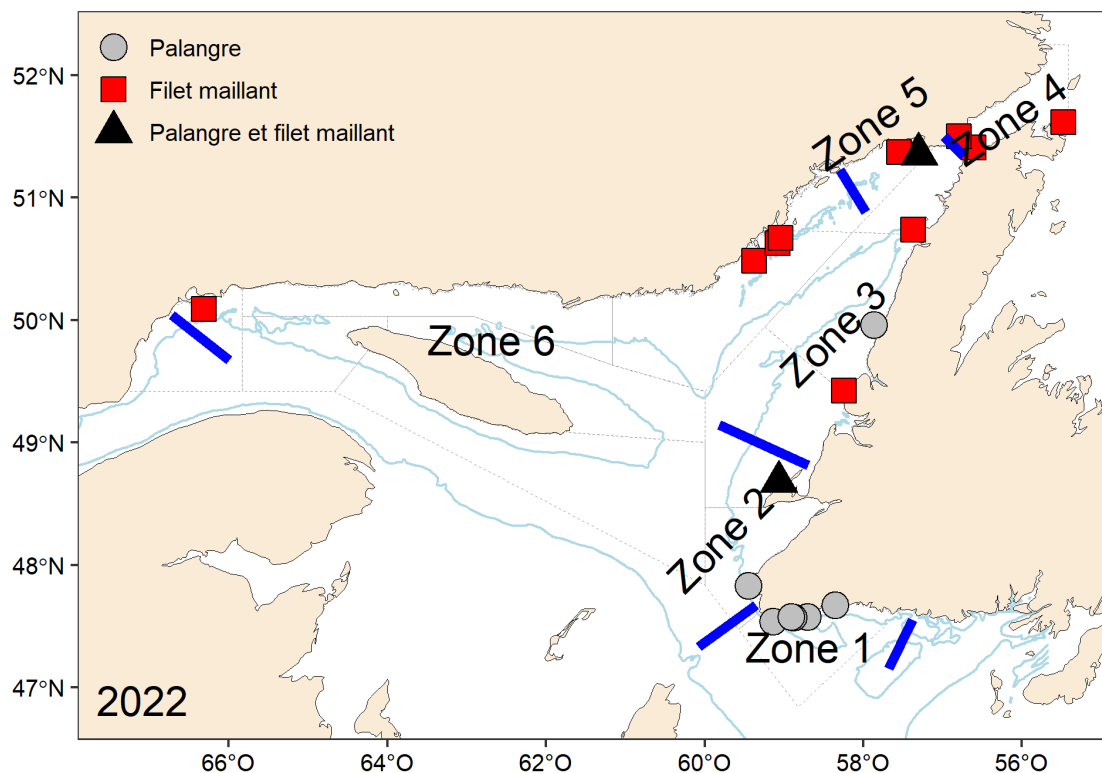 Palangre
Filet maillant
Palangre et filet maillant
Zone 5
Zone 4
Zone 3
Zone 6
Zone 2
Zone 1
2022
52°N
51°N
50°N
49°N
48°N
47°N
66°O
64°O
62°O
60°O
58°O
56°O